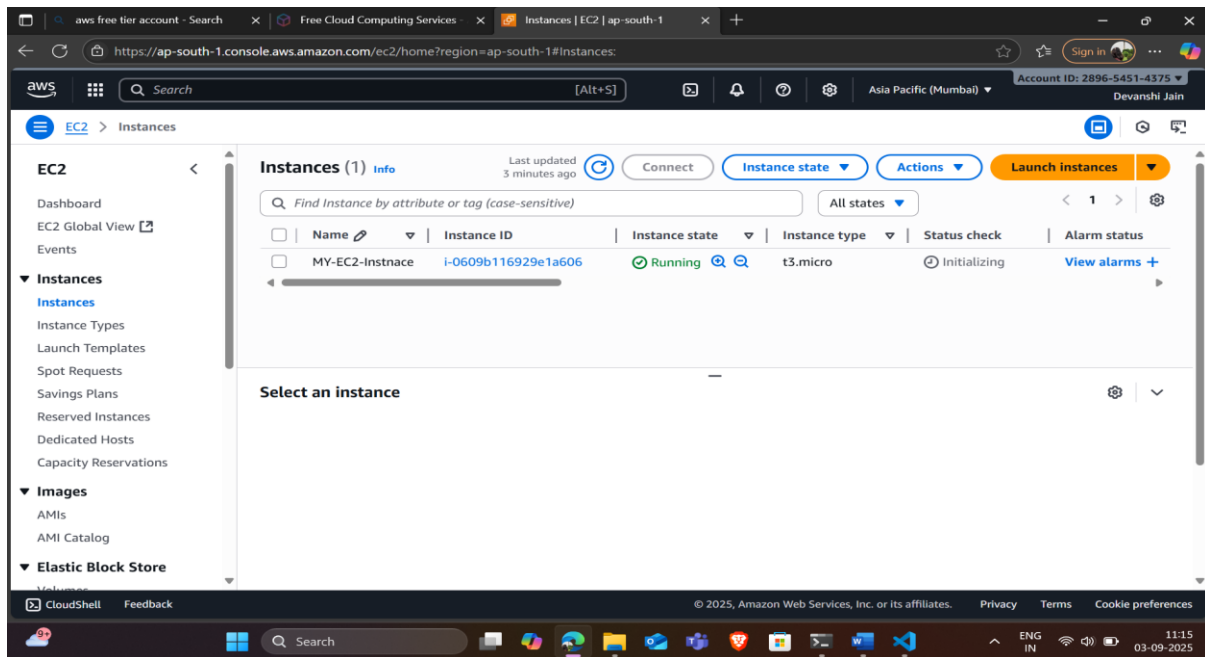 aws free tier account - Search
Free Cloud Computing Services -
Instances | EC2 | ap-south-1
https://ap-south-1.console.aws.amazon.com/ec2/home?region=ap-south-1#Instances:
Sign in
aws
Search
[Alt+S]
Asia Pacific (Mumbai)
Account ID: 2896-5451-4375
Devanshi Jain
EC2 > Instances
EC2
Dashboard
EC2 Global View
Events
Instances
Instances
Instance Types
Launch Templates
Spot Requests
Savings Plans
Reserved Instances
Dedicated Hosts
Capacity Reservations
Images
AMIs
AMI Catalog
Elastic Block Store
Volumes
Instances (1) Info
Last updated
3 minutes ago
Connect
Instance state
Actions
Launch instances
Find Instance by attribute or tag (case-sensitive)
All states
1
Name Instance ID Instance state Instance type Status check Alarm status
MY-EC2-Instnace i-0609b116929e1a606 Running t3.micro Initializing View alarms +
Select an instance
CloudShell Feedback © 2025, Amazon Web Services, Inc. or its affiliates. Privacy Terms Cookie preferences
9+
Search
ENG
IN
11:15
03-09-2025